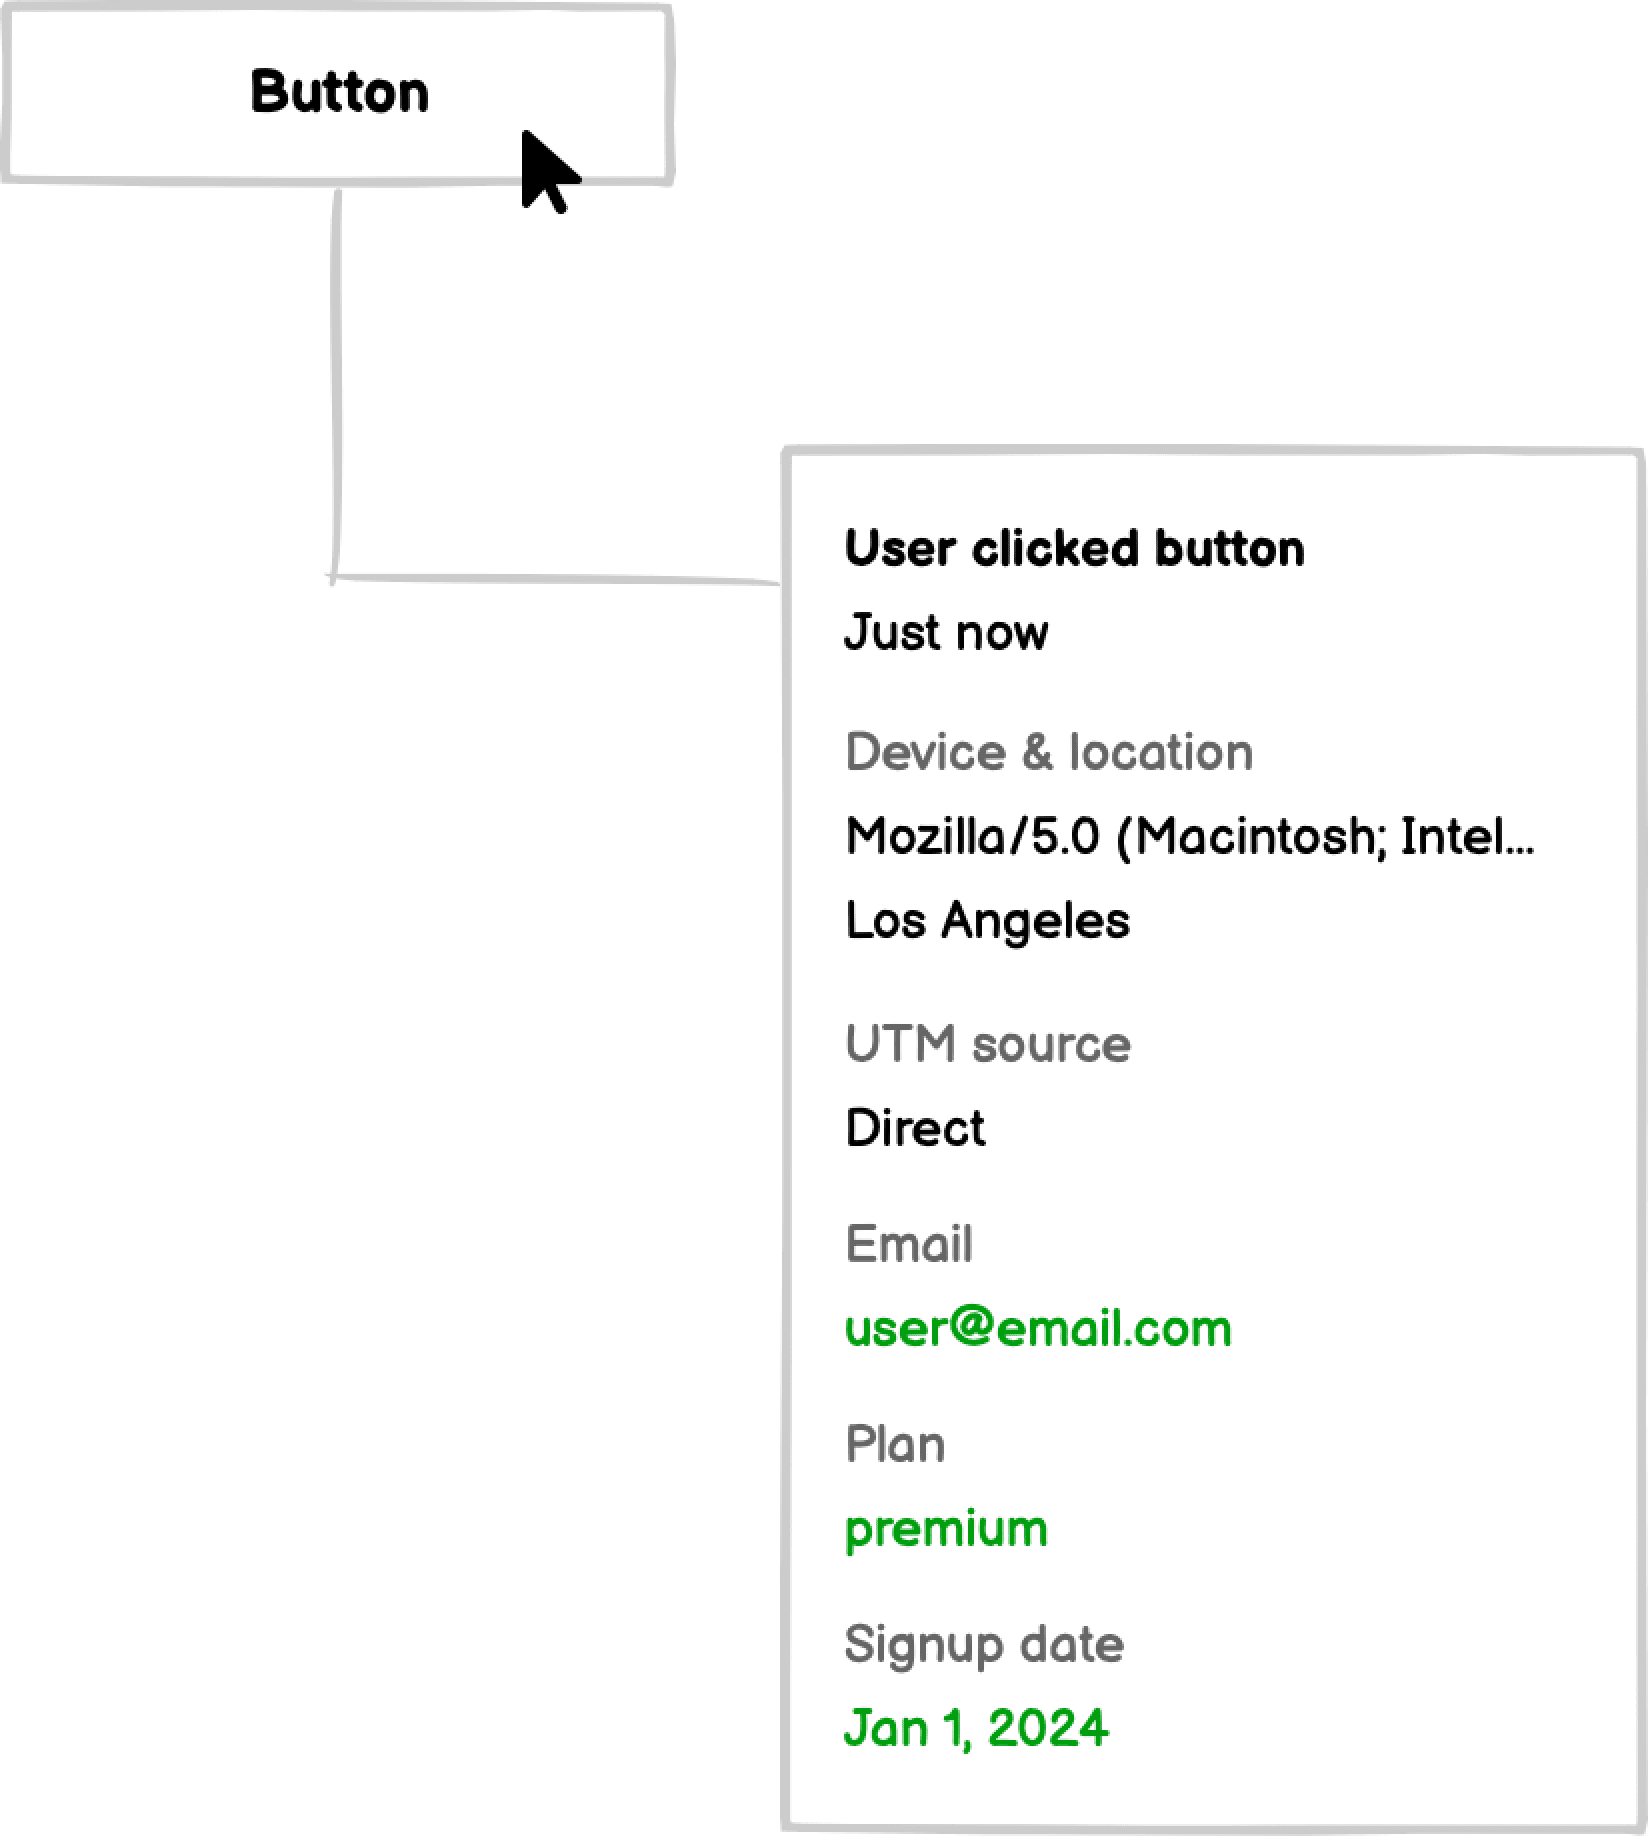 Button
User clicked button
Just now
Device & location
Mozilla/5.0 (Macintosh; Intel...
Los Angeles
UTM source
Direct
Email
user@email.com
Plan
premium
Signup date
Jan 1, 2024